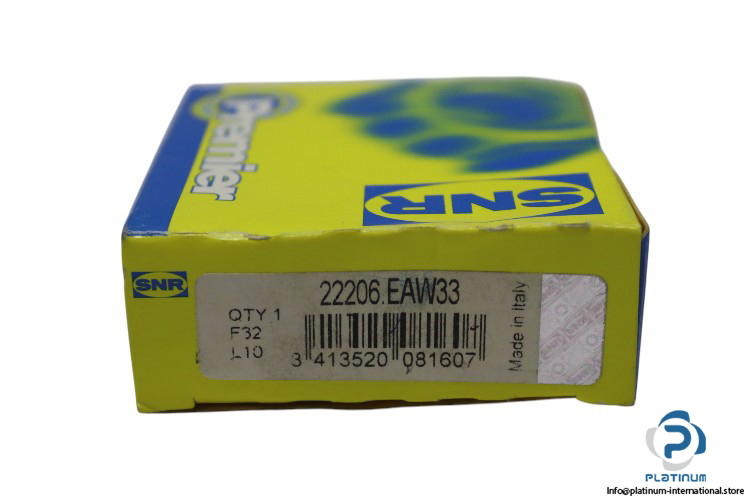 Premier
SNR
SNR
22206.EAW33
QTY 1
F32
L10
3 413520 081607
Made in Italy
PLATINUM
Info@platinum-international.store